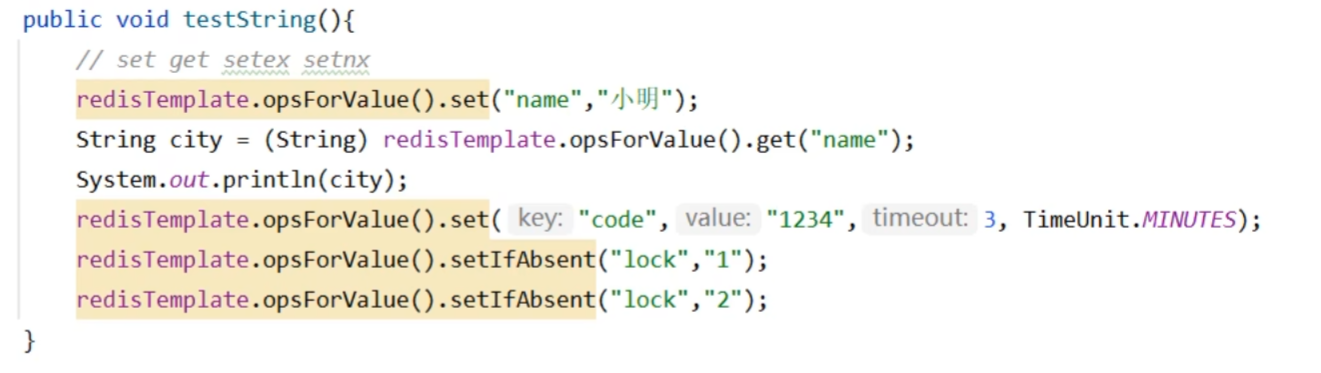 public void testString(){
// set get setex setnx
redisTemplate.opsForValue().set("name","小明");
String city = (String) redisTemplate.opsForValue().get("name");
System.out.println(city);
redisTemplate.opsForValue().set( key: "code", value: "1234", timeout: 3, TimeUnit.MINUTES);
redisTemplate.opsForValue().setIfAbsent("lock","1");
redisTemplate.opsForValue().setIfAbsent("lock","2");
}